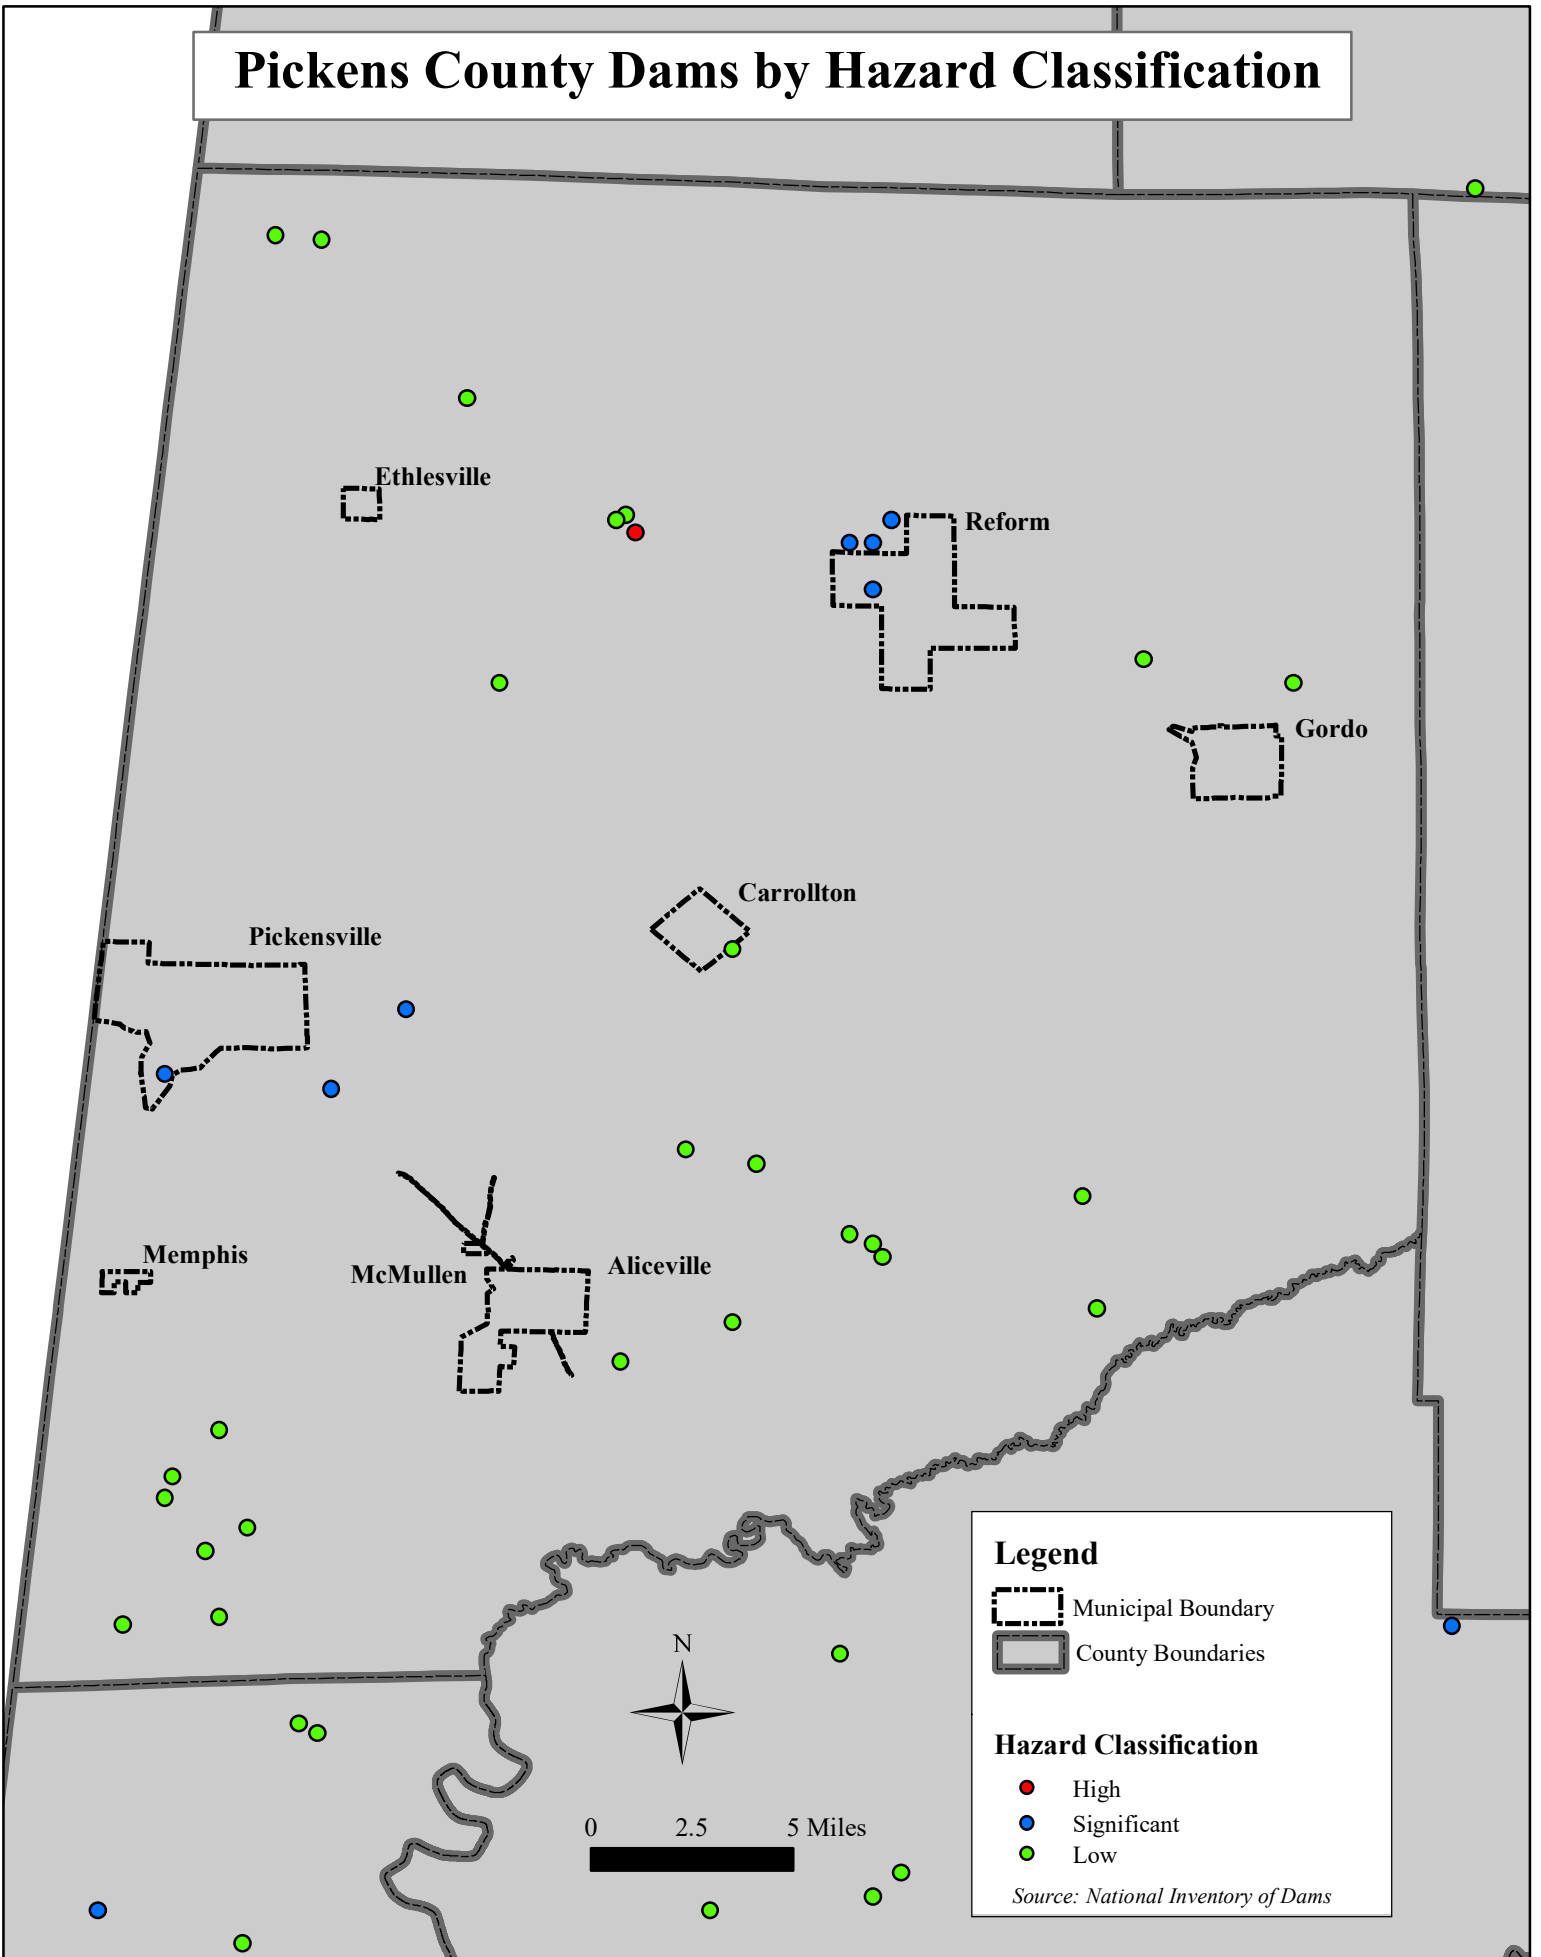 Pickens County Dams by Hazard Classification
Ethlesville
Reform
Gordo
Carrollton
Pickensville
Memphis
McMullen
Aliceville
N
0 2.5 5 Miles
Legend
Municipal Boundary
County Boundaries
Hazard Classification
High
Significant
Low
Source: National Inventory of Dams